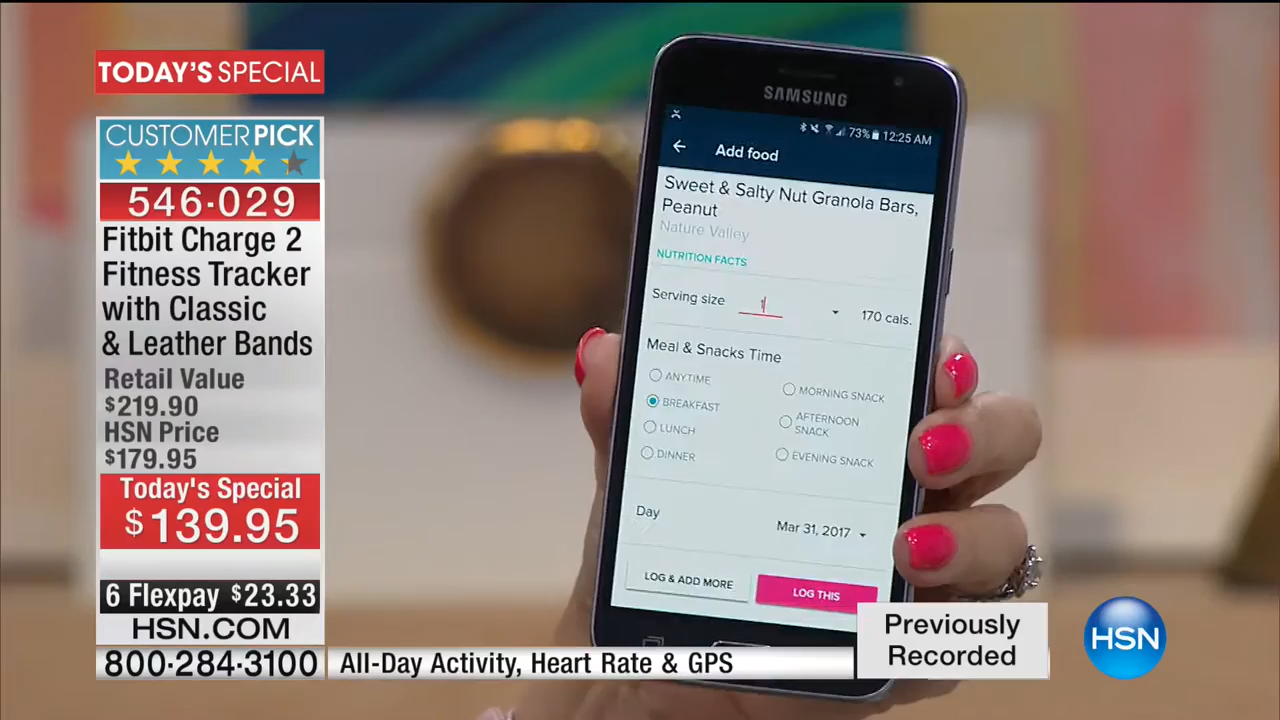 TODAY'S SPECIAL
CUSTOMER PICK
546·029
Fitbit Charge 2
Fitness Tracker
with Classic
& Leather Bands
Retail Value
$219.90
HSN Price
$179.95
Today's Special
$139.95
6 Flexpay $23.33
HSN.COM
800·284·3100
All-Day Activity, Heart Rate & GPS
Previously
Recorded
HSN
SAMSUNG
73% 12:25 AM
Add food
Sweet & Salty Nut Granola Bars,
Peanut
Nature Valley
NUTRITION FACTS
Serving size 1 170 cals.
Meal & Snacks Time
ANYTIME
MORNING SNACK
BREAKFAST
AFTERNOON
SNACK
LUNCH
DINNER
EVENING SNACK
Day Mar 31, 2017
LOG & ADD MORE
LOG THIS